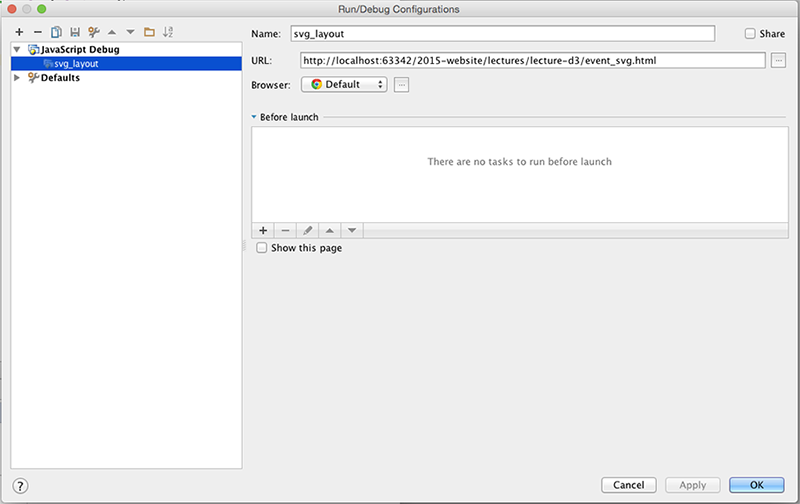 Run/Debug Configurations
JavaScript Debug
svg_layout
Defaults
Name: svg_layout
Share
URL: http://localhost:63342/2015-website/lectures/lecture-d3/event_svg.html
Browser: Default
Before launch
There are no tasks to run before launch
Show this page
?
Cancel
Apply
OK